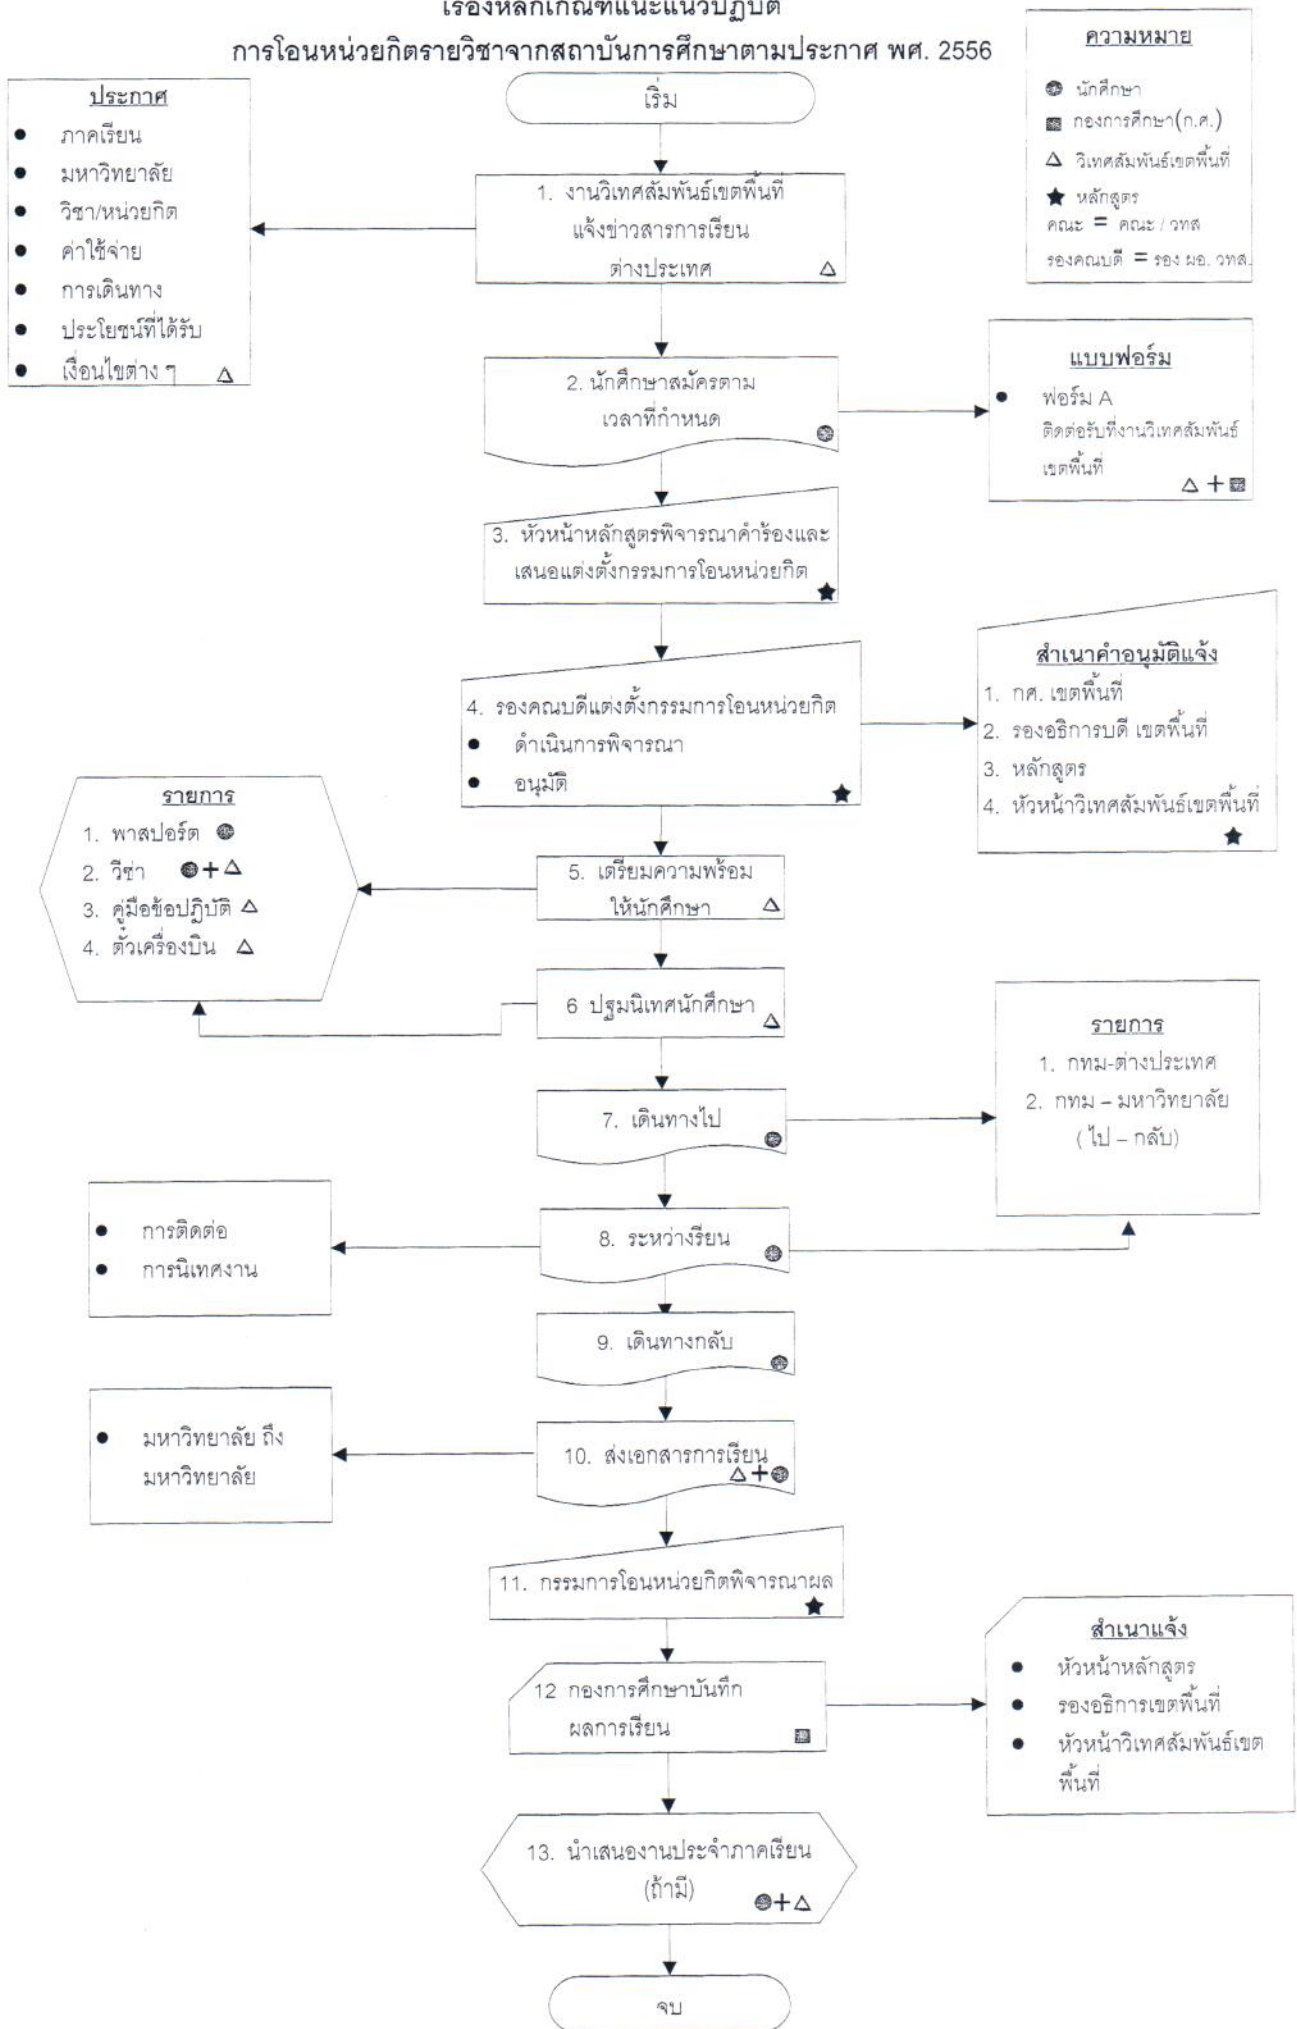 เรื่องหลักเกณฑ์และแนวปฏิบัติ
การโอนหน่วยกิตรายวิชาจากสถาบันการศึกษาตามประกาศ พศ. 2556
ความหมาย
นักศึกษา
กองการศึกษา(ก.ศ.)
วิเทศสัมพันธ์เขตพื้นที่
หลักสูตร
คณะ = คณะ / วทส
รองคณบดี = รอง ผอ. วทส.
เริ่ม
ประกาศ
ภาคเรียน
มหาวิทยาลัย
วิชา/หน่วยกิต
ค่าใช้จ่าย
การเดินทาง
ประโยชน์ที่ได้รับ
เงื่อนไขต่าง ๆ
1. งานวิเทศสัมพันธ์เขตพื้นที่
แจ้งข่าวสารการเรียน
ต่างประเทศ
2. นักศึกษาสมัครตาม
เวลาที่กำหนด
แบบฟอร์ม
ฟอร์ม A
ติดต่อรับที่งานวิเทศสัมพันธ์
เขตพื้นที่
+
3. หัวหน้าหลักสูตรพิจารณาคำร้องและ
เสนอแต่งตั้งกรรมการโอนหน่วยกิต
4. รองคณบดีแต่งตั้งกรรมการโอนหน่วยกิต
ดำเนินการพิจารณา
อนุมัติ
สำเนาคำอนุมัติแจ้ง
1. กศ. เขตพื้นที่
2. รองอธิการบดี เขตพื้นที่
3. หลักสูตร
4. หัวหน้าวิเทศสัมพันธ์เขตพื้นที่
รายการ
1. พาสปอร์ต
2. วีซ่า +
3. คู่มือข้อปฏิบัติ
4. ตั๋วเครื่องบิน
5. เตรียมความพร้อม
ให้นักศึกษา
6 ปฐมนิเทศนักศึกษา
รายการ
1. กทม-ต่างประเทศ
2. กทม – มหาวิทยาลัย
( ไป – กลับ)
7. เดินทางไป
8. ระหว่างรียน
การติดต่อ
การนิเทศงาน
9. เดินทางกลับ
10. ส่งเอกสารการเรียน
+
มหาวิทยาลัย ถึง
มหาวิทยาลัย
11. กรรมการโอนหน่วยกิตพิจารณาผล
12 กองการศึกษาบันทึก
ผลการเรียน
สำเนาแจ้ง
หัวหน้าหลักสูตร
รองอธิการเขตพื้นที่
หัวหน้าวิเทศสัมพันธ์เขต
พื้นที่
13. นำเสนองานประจำภาคเรียน
(ถ้ามี)
+
จบ